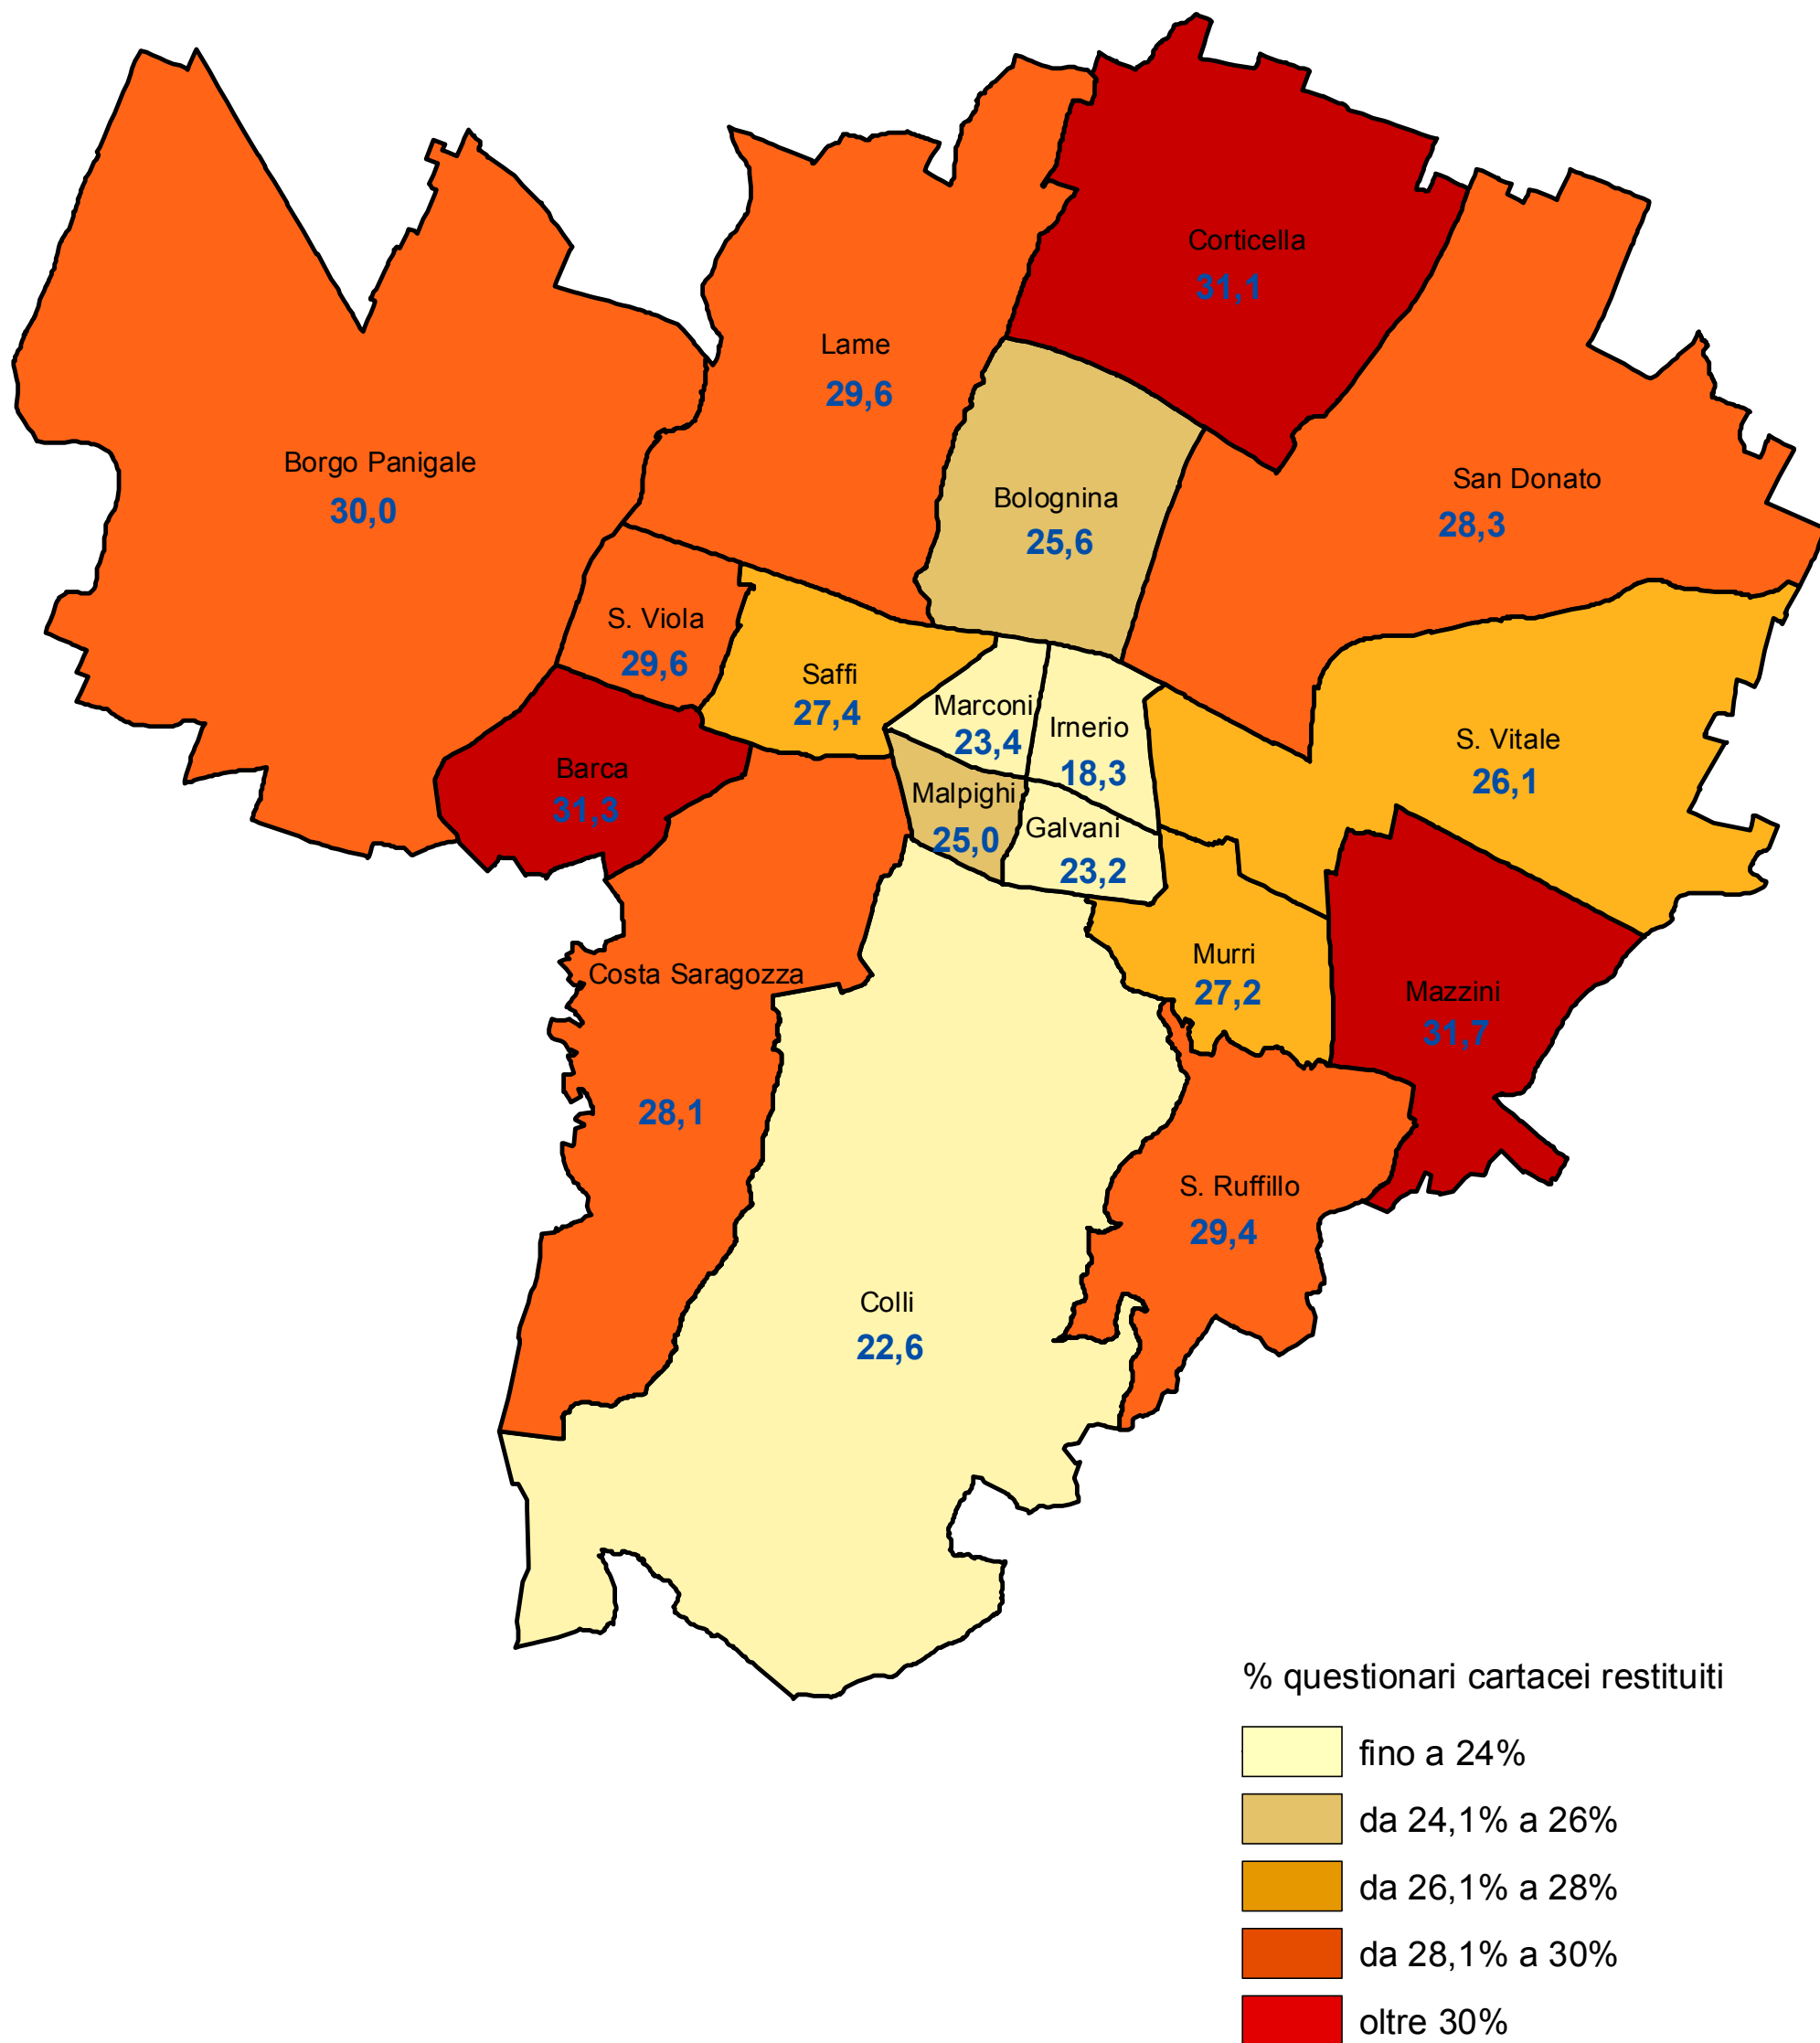 Corticella
31,1
Lame
29,6
Borgo Panigale
30,0
San Donato
28,3
Bolognina
25,6
S. Viola
29,6
Saffi
27,4
Marconi
23,4
Irnerio
18,3
S. Vitale
26,1
Barca
31,3
Malpighi
25,0
Galvani
23,2
Murri
27,2
Costa Saragozza
28,1
Mazzini
31,7
S. Ruffillo
29,4
Colli
22,6
% questionari cartacei restituiti
fino a 24%
da 24,1% a 26%
da 26,1% a 28%
da 28,1% a 30%
oltre 30%